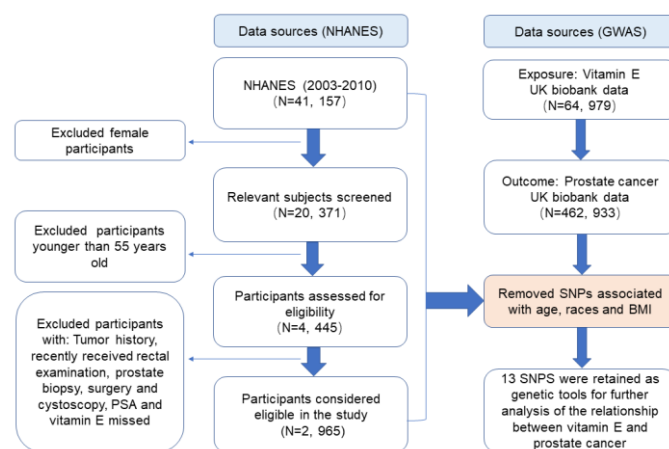 Data sources (NHANES)
NHANES (2003-2010)
(N=41, 157)
Excluded female
participants
Relevant subjects screened
(N=20, 371)
Excluded participants
younger than 55 years
old
Participants assessed for
eligibility
(N=4, 445)
Excluded participants
with: Tumor history,
recently received rectal
examination, prostate
biopsy, surgery and
cystoscopy, PSA and
vitamin E missed
Participants considered
eligible in the study
(N=2, 965)
Data sources (GWAS)
Exposure: Vitamin E
UK biobank data
(N=64, 979)
Outcome: Prostate cancer
UK biobank data
(N=462, 933)
Removed SNPs associated
with age, races and BMI
13 SNPS were retained as
genetic tools for further
analysis of the relationship
between vitamin E and
prostate cancer